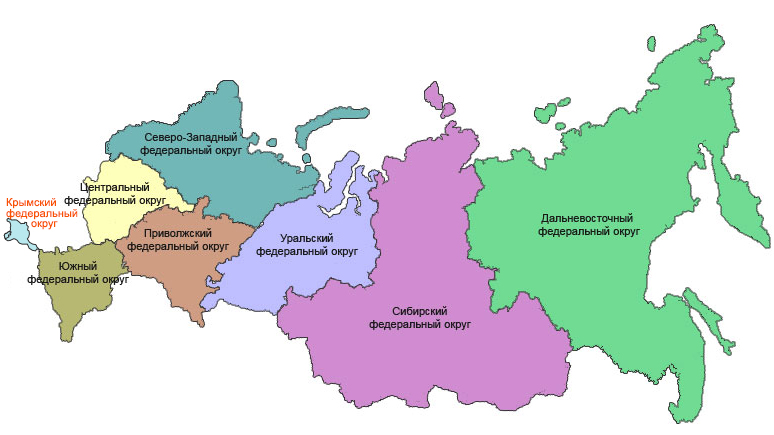 Северо-Западный
федеральный округ
Центральный
федеральный округ
Крымский
федеральный
округ
Приволжский
федеральный округ
Уральский
федеральный округ
Дальневосточный
федеральный округ
Южный
федеральный округ
Сибирский
федеральный округ